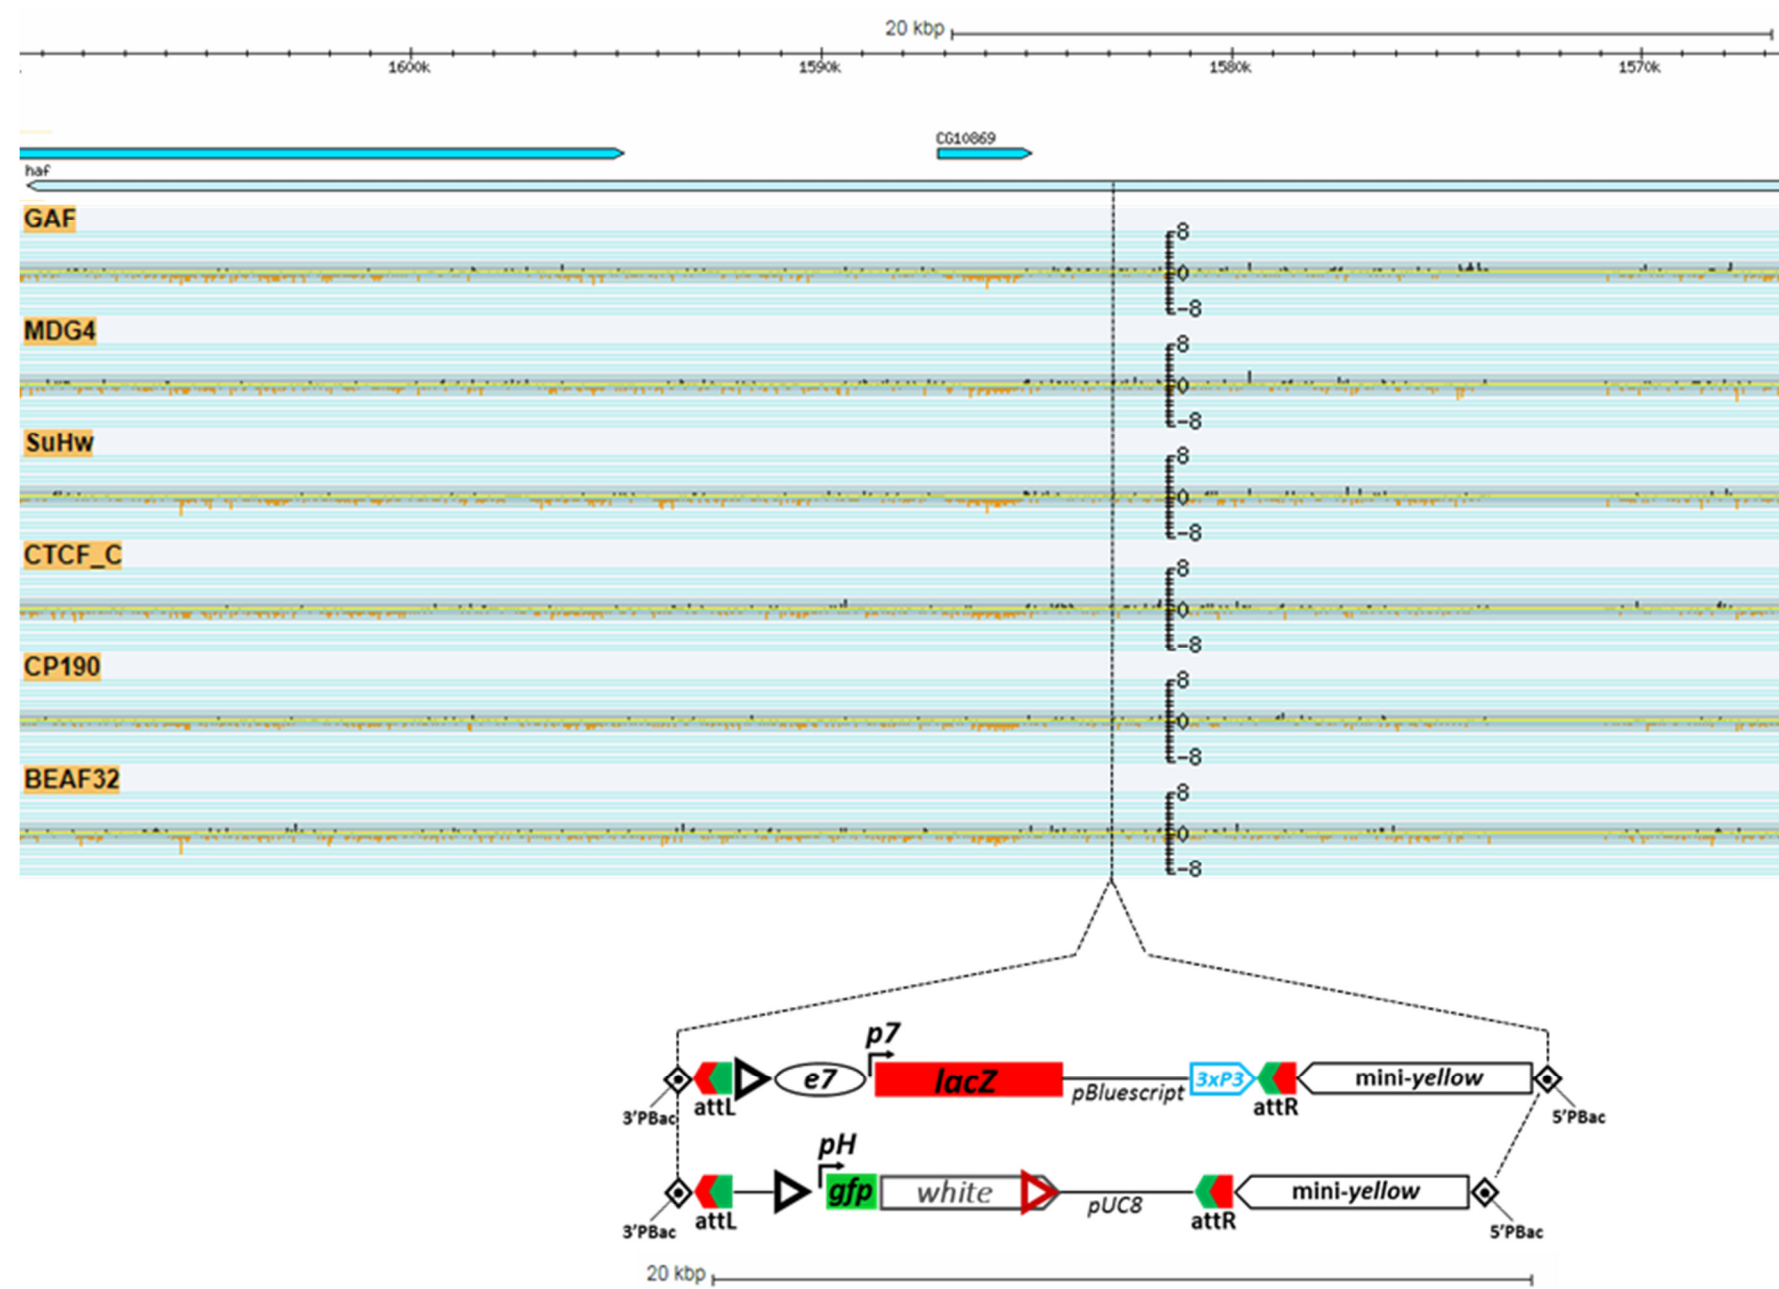 20 kbp
1600k 1590k 1580k 1570k
CG10869
haf
GAF
8
0
-8
MDG4
8
0
-8
SuHw
8
0
-8
CTCF_C
8
0
-8
CP190
8
0
-8
BEAF32
8
0
-8
p7
e7 lacZ pBluescript 3xP3 mini-yellow
3'PBac attL attR 5'PBac
pH
gfp white pUC8 mini-yellow
3'PBac attL attR 5'PBac
20 kbp